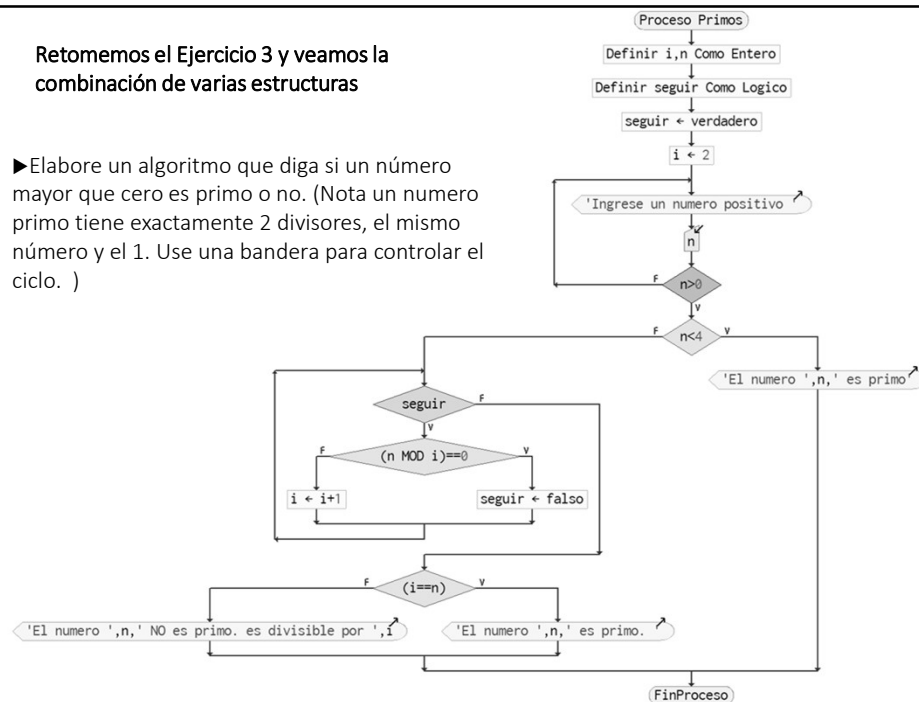 Retomemos el Ejercicio 3 y veamos la
combinación de varias estructuras
▶Elabore un algoritmo que diga si un número
mayor que cero es primo o no. (Nota un numero
primo tiene exactamente 2 divisores, el mismo
número y el 1. Use una bandera para controlar el
ciclo. )
Proceso Primos
Definir i,n Como Entero
Definir seguir Como Logico
seguir ← verdadero
i ← 2
'Ingrese un numero positivo
n
n>0
F
V
n<4
F
V
'El numero ',n,' es primo'
seguir
F
V
(n MOD i)==0
F
V
i ← i+1
seguir ← falso
(i==n)
F
V
'El numero ',n,' NO es primo. es divisible por ',i
'El numero ',n,' es primo.
FinProceso